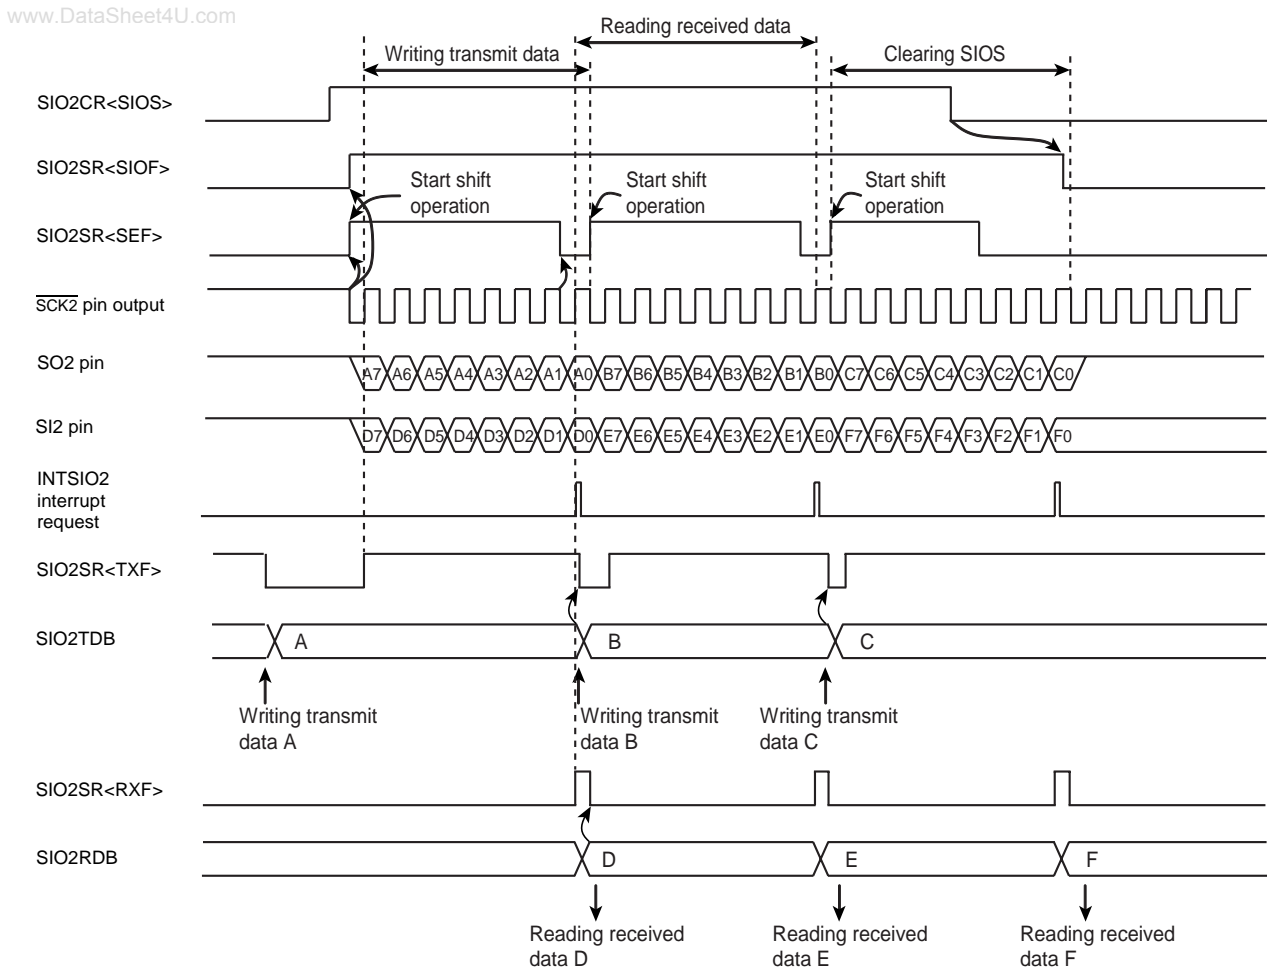 www.DataSheet4U.com
Reading received data
Writing transmit data
Clearing SIOS
SIO2CR<SIOS>
SIO2SR<SIOF>
Start shift
operation
Start shift
operation
Start shift
operation
SIO2SR<SEF>
SCK2 pin output
SO2 pin
A7 A6 A5 A4 A3 A2 A1 A0 B7 B6 B5 B4 B3 B2 B1 B0 C7 C6 C5 C4 C3 C2 C1 C0
SI2 pin
D7 D6 D5 D4 D3 D2 D1 D0 E7 E6 E5 E4 E3 E2 E1 E0 F7 F6 F5 F4 F3 F2 F1 F0
INTSIO2
interrupt
request
SIO2SR<TXF>
SIO2TDB
A B C
Writing transmit
data A
Writing transmit
data B
Writing transmit
data C
SIO2SR<RXF>
SIO2RDB
D E F
Reading received
data D
Reading received
data E
Reading received
data F